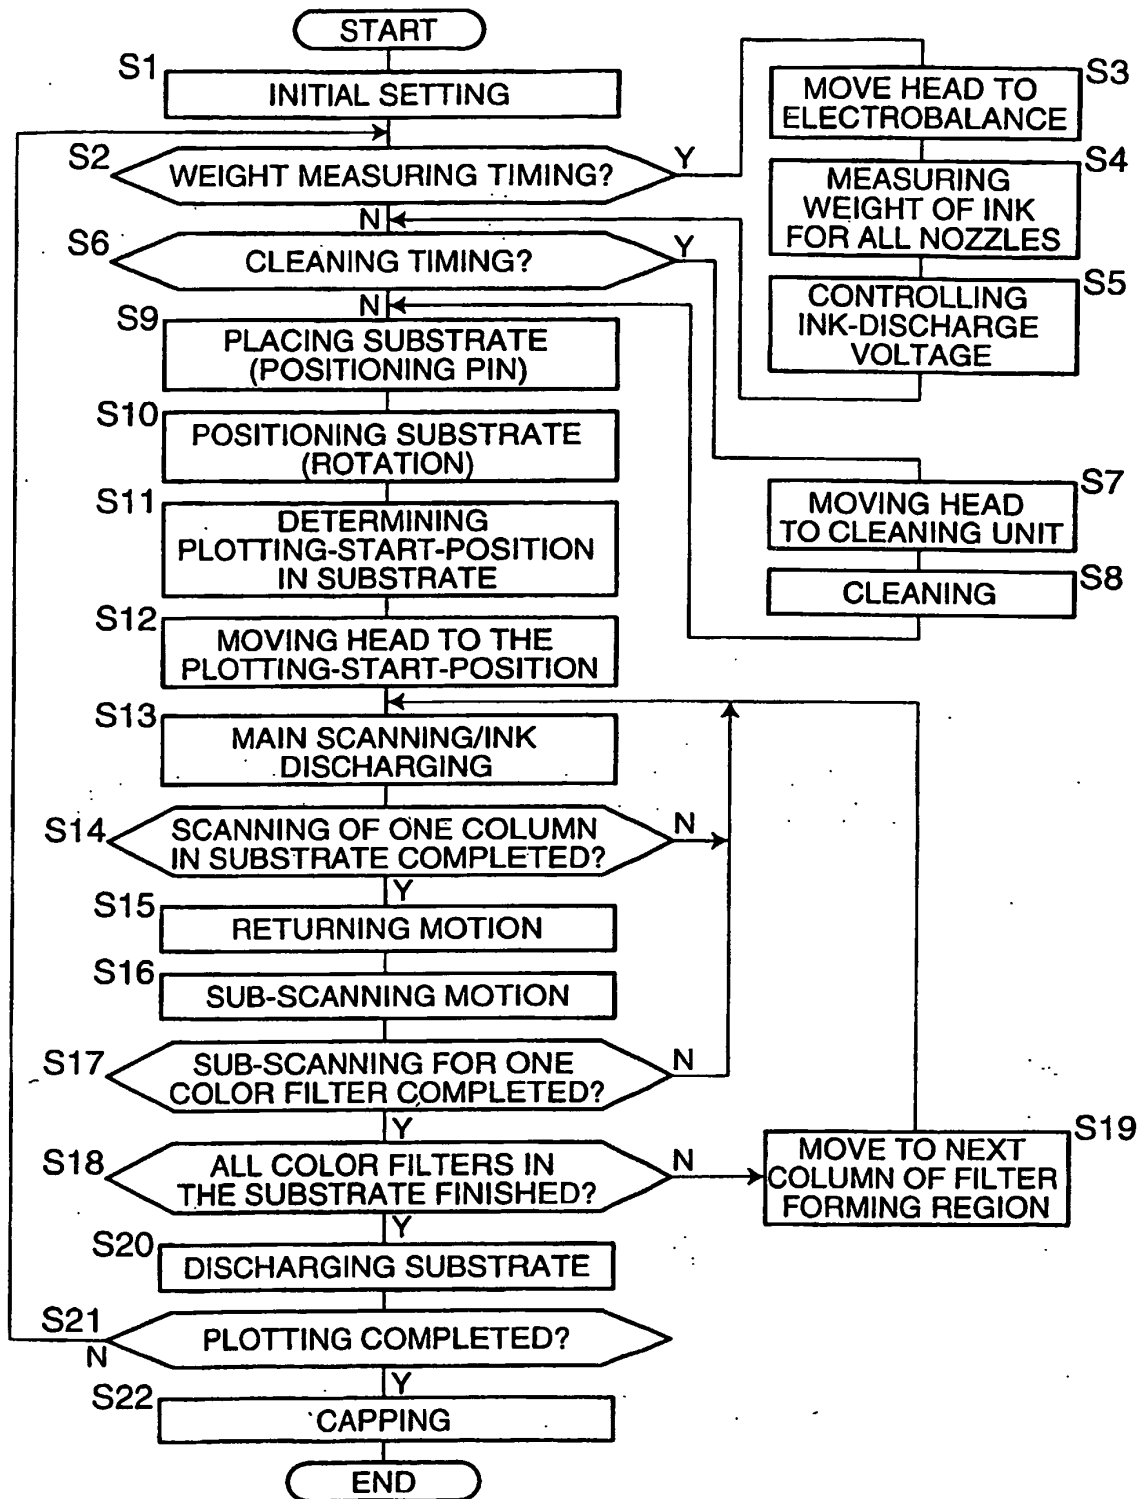 START
S1
INITIAL SETTING
S2
WEIGHT MEASURING TIMING?
Y
N
S3
MOVE HEAD TO
ELECTROBALANCE
S4
MEASURING
WEIGHT OF INK
FOR ALL NOZZLES
S5
CONTROLLING
INK-DISCHARGE
VOLTAGE
S6
CLEANING TIMING?
Y
N
S7
MOVING HEAD
TO CLEANING UNIT
S8
CLEANING
S9
PLACING SUBSTRATE
(POSITIONING PIN)
S10
POSITIONING SUBSTRATE
(ROTATION)
S11
DETERMINING
PLOTTING-START-POSITION
IN SUBSTRATE
S12
MOVING HEAD TO THE
PLOTTING-START-POSITION
S13
MAIN SCANNING/INK
DISCHARGING
S14
SCANNING OF ONE COLUMN
IN SUBSTRATE COMPLETED?
N
Y
S15
RETURNING MOTION
S16
SUB-SCANNING MOTION
S17
SUB-SCANNING FOR ONE
COLOR FILTER COMPLETED?
N
Y
S18
ALL COLOR FILTERS IN
THE SUBSTRATE FINISHED?
N
Y
S19
MOVE TO NEXT
COLUMN OF FILTER
FORMING REGION
S20
DISCHARGING SUBSTRATE
S21
PLOTTING COMPLETED?
N
Y
S22
CAPPING
END